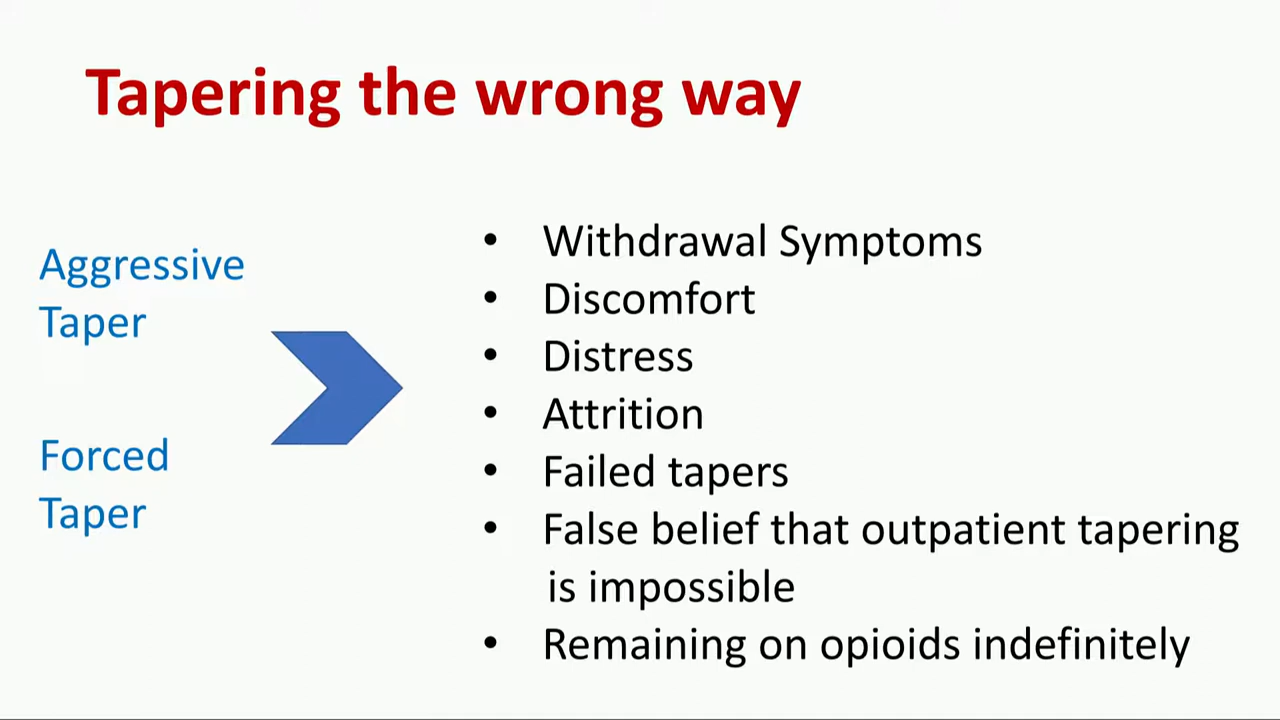 Tapering the wrong way
Aggressive
Taper
Forced
Taper
• Withdrawal Symptoms
• Discomfort
• Distress
• Attrition
• Failed tapers
• False belief that outpatient tapering
is impossible
• Remaining on opioids indefinitely